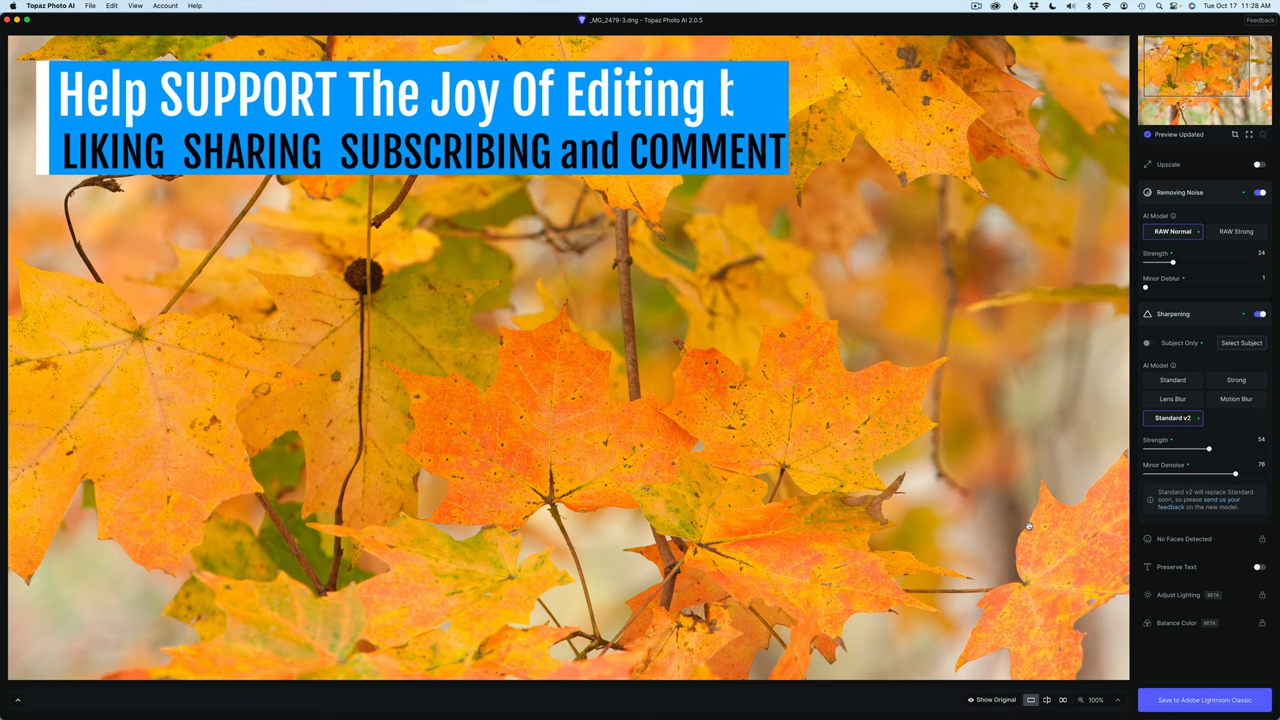 Topaz Photo AI File Edit View Account Help Tue Oct 17 11:28 AM
_MG_2479-3.dng - Topaz Photo AI 2.0.5
Feedback
Help SUPPORT The Joy Of Editing b
LIKING SHARING SUBSCRIBING and COMMENT
Preview Updated
Upscale
Removing Noise
AI Model
RAW Normal RAW Strong
Strength 24
Minor Deblur 1
Sharpening
Subject Only Select Subject
AI Model
Standard Strong
Lens Blur Motion Blur
Standard v2
Strength 54
Minor Denoise 76
Standard v2 will replace Standard
soon, so please send us your
feedback on the new model.
No Faces Detected
Preserve Text
Adjust Lighting BETA
Balance Color BETA
Show Original 100%
Save to Adobe Lightroom Classic